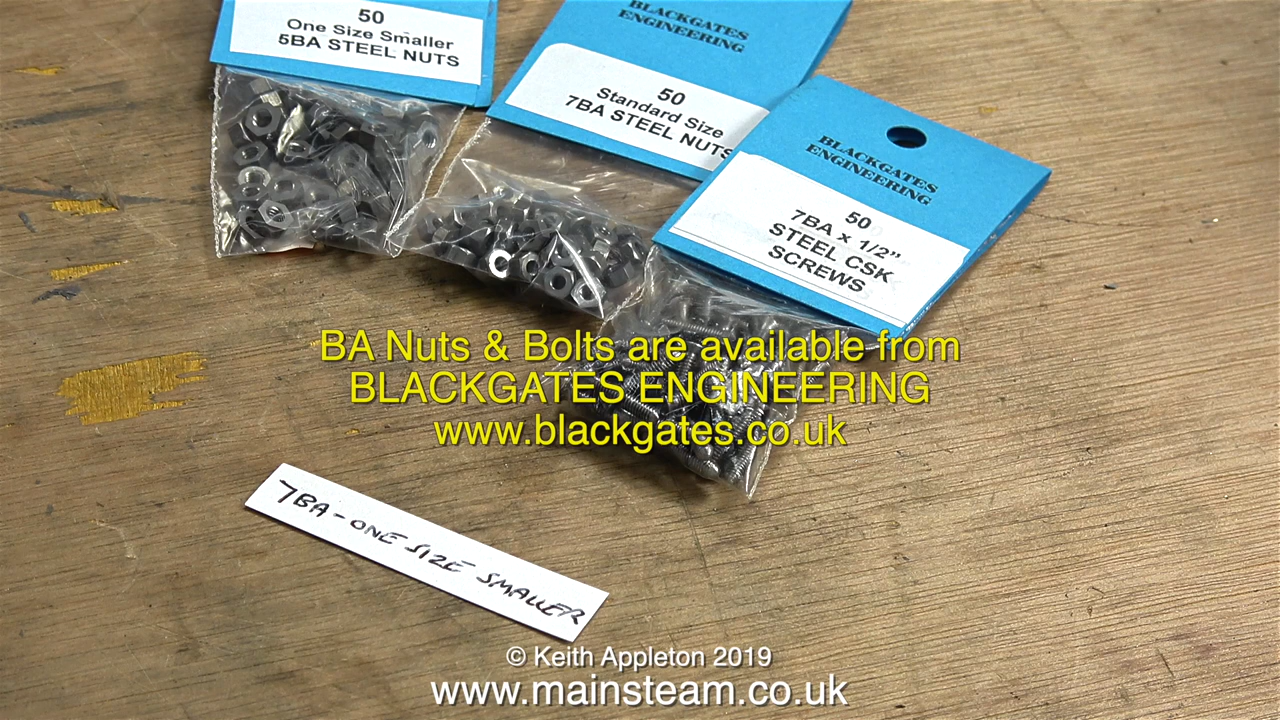 50
One Size Smaller
5BA STEEL NUTS
BLACKGATES
ENGINEERING
50
Standard Size
7BA STEEL NUTS
BLACKGATES
ENGINEERING
50
7BA x 1/2"
STEEL CSK
SCREWS
BA Nuts & Bolts are available from
BLACKGATES ENGINEERING
www.blackgates.co.uk
7BA - ONE SIZE SMALLER
© Keith Appleton 2019
www.mainsteam.co.uk